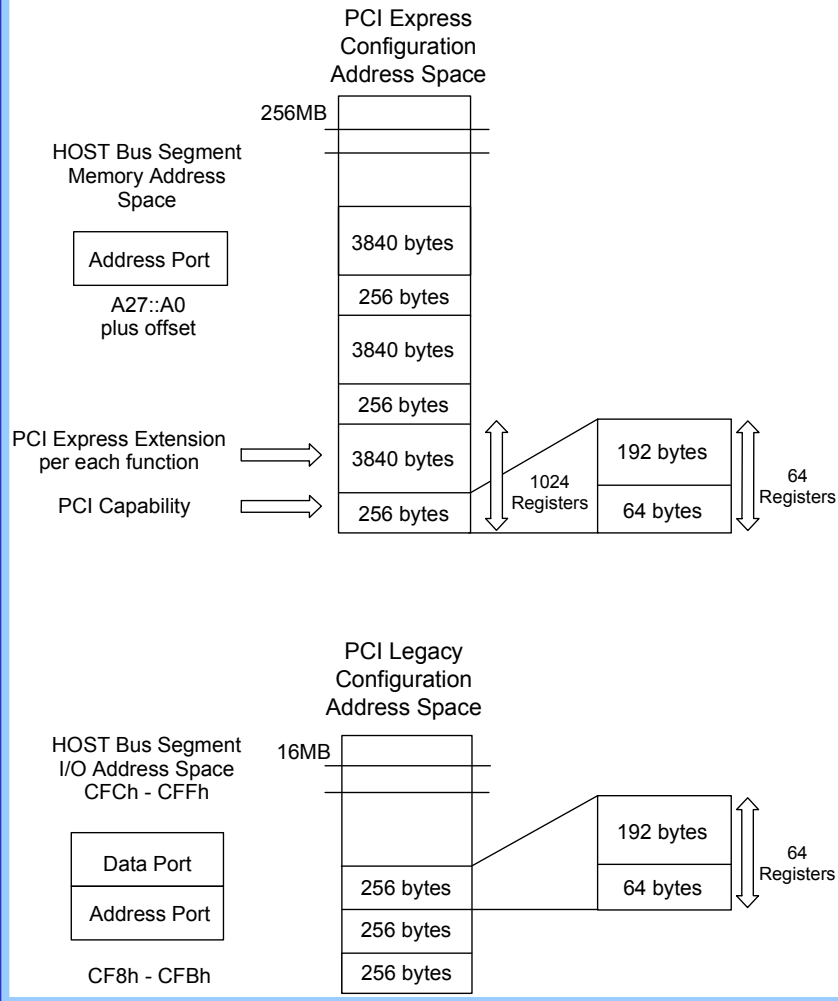 PCI Express
Configuration
Address Space
256MB
HOST Bus Segment
Memory Address
Space
Address Port
A27::A0
plus offset
3840 bytes
256 bytes
3840 bytes
256 bytes
PCI Express Extension
per each function
3840 bytes
PCI Capability
256 bytes
1024
Registers
192 bytes
64 bytes
64
Registers
PCI Legacy
Configuration
Address Space
HOST Bus Segment
I/O Address Space
CFCh - CFFh
16MB
Data Port
Address Port
CF8h - CFBh
256 bytes
256 bytes
256 bytes
192 bytes
64 bytes
64
Registers